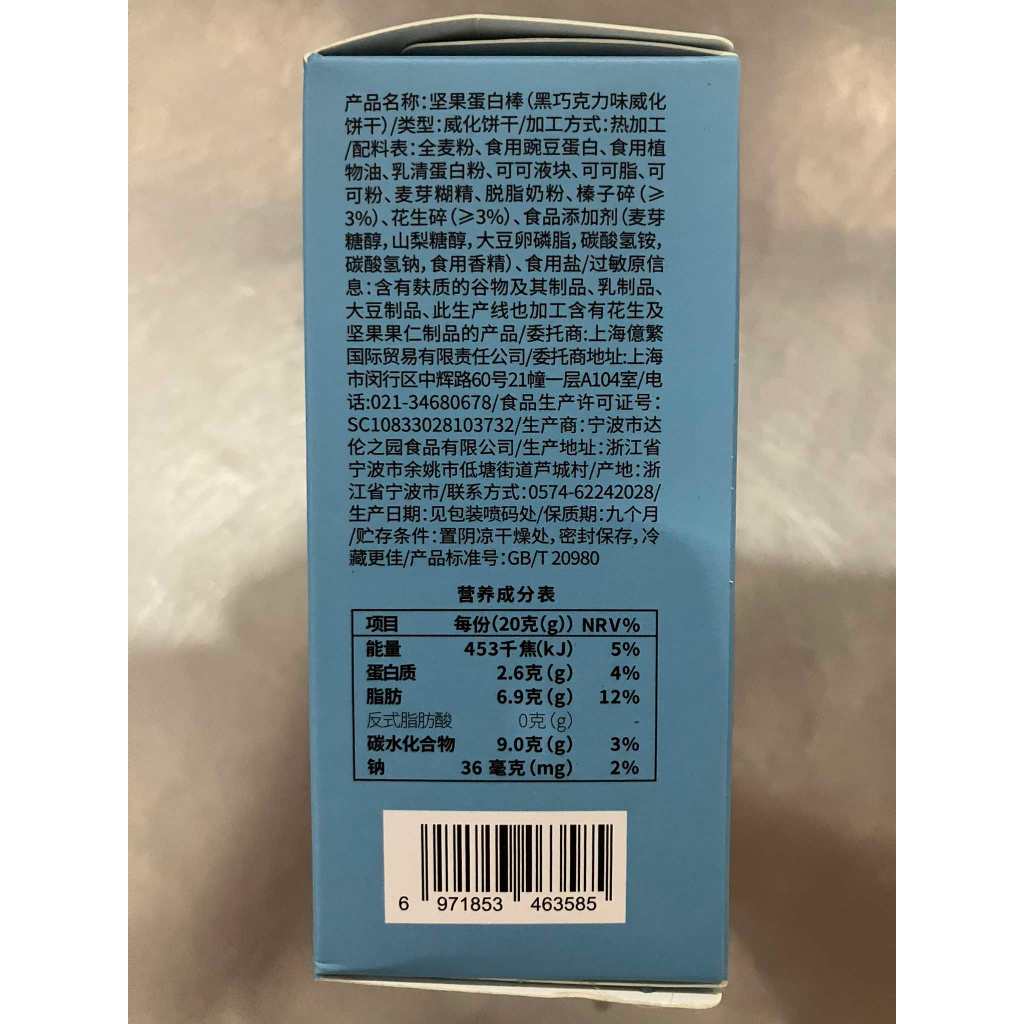 产品名称:坚果蛋白棒(黑巧克力味威化
饼干)/类型:威化饼干/加工方式:热加工
/配料表:全麦粉、食用豌豆蛋白、食用植
物油、乳清蛋白粉、可可液块、可可脂、可
可粉、麦芽糊精、脱脂奶粉、榛子碎(≥
3%)、花生碎(≥3%)、食品添加剂(麦芽
糖醇,山梨糖醇,大豆卵磷脂,碳酸氢铵,
碳酸氢钠,食用香精)、食用盐/过敏原信
息:含有麸质的谷物及其制品、乳制品、
大豆制品、此生产线也加工含有花生及
坚果果仁制品的产品/委托商:上海億繁
国际贸易有限责任公司/委托商地址:上海
市闵行区中辉路60号21幢一层A104室/电
话:021-34680678/食品生产许可证号:
SC10833028103732/生产商:宁波市达
伦之园食品有限公司/生产地址:浙江省
宁波市余姚市低塘街道芦城村/产地:浙
江省宁波市/联系方式:0574-62242028/
生产日期:见包装喷码处/保质期:九个月
/贮存条件:置阴凉干燥处,密封保存,冷
藏更佳/产品标准号:GB/T 20980
营养成分表
项目 每份(20克(g)) NRV%
能量 453千焦(kJ) 5%
蛋白质 2.6克(g) 4%
脂肪 6.9克(g) 12%
反式脂肪酸 0克(g) -
碳水化合物 9.0克(g) 3%
钠 36 毫克(mg) 2%
6 971853 463585